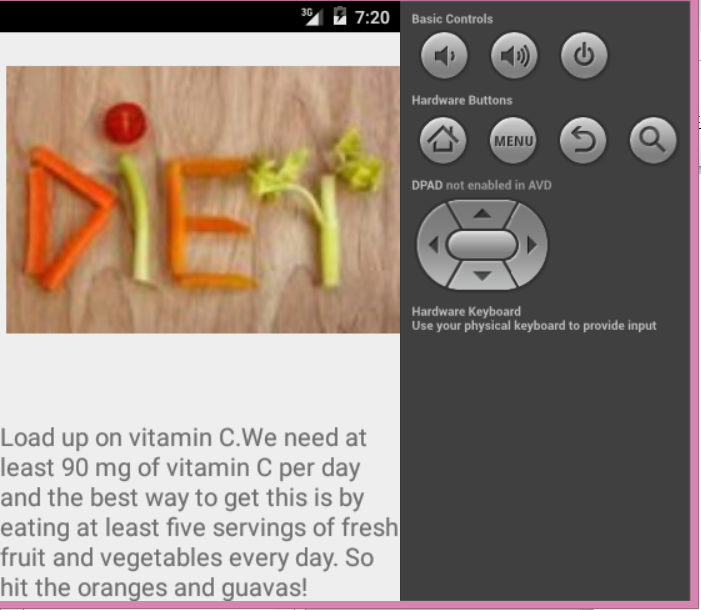 3G 7:20
DiET
Load up on vitamin C.We need at
least 90 mg of vitamin C per day
and the best way to get this is by
eating at least five servings of fresh
fruit and vegetables every day. So
hit the oranges and guavas!
Basic Controls
Hardware Buttons
MENU
DPAD not enabled in AVD
Hardware Keyboard
Use your physical keyboard to provide input